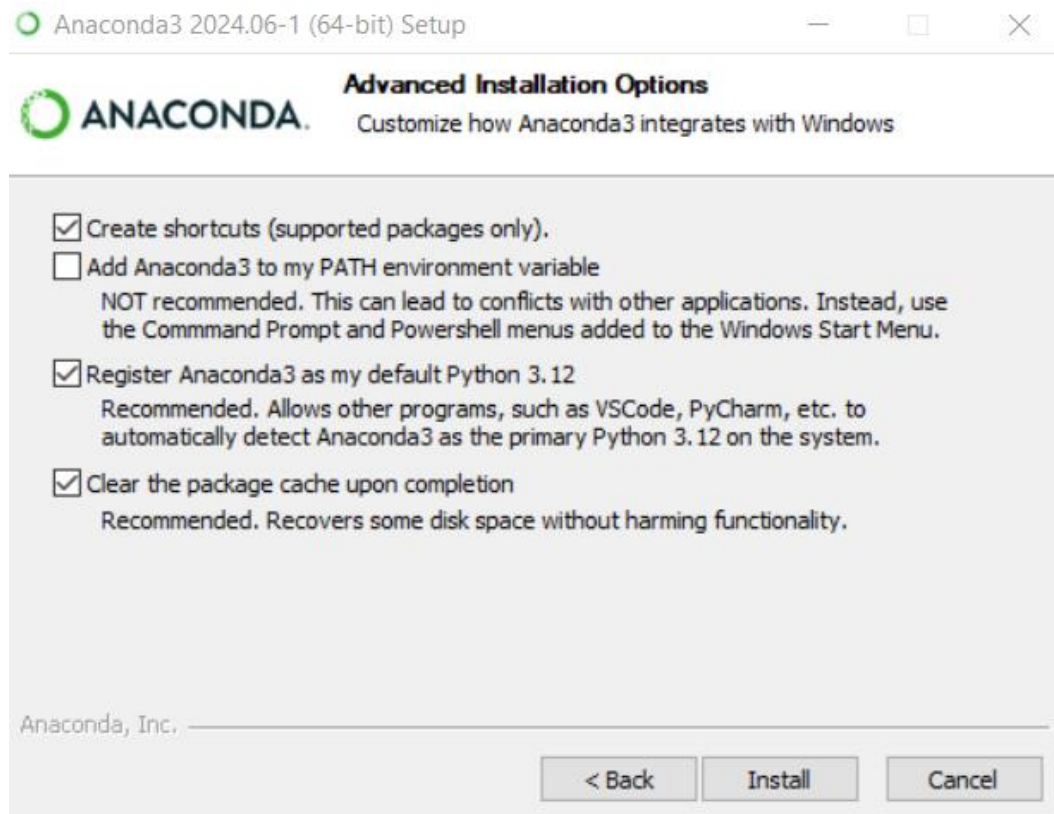 Anaconda3 2024.06-1 (64-bit) Setup
ANACONDA.
Advanced Installation Options
Customize how Anaconda3 integrates with Windows
Create shortcuts (supported packages only).
Add Anaconda3 to my PATH environment variable
NOT recommended. This can lead to conflicts with other applications. Instead, use
the Commmand Prompt and Powershell menus added to the Windows Start Menu.
Register Anaconda3 as my default Python 3.12
Recommended. Allows other programs, such as VSCode, PyCharm, etc. to
automatically detect Anaconda3 as the primary Python 3.12 on the system.
Clear the package cache upon completion
Recommended. Recovers some disk space without harming functionality.
Anaconda, Inc.
< Back
Install
Cancel